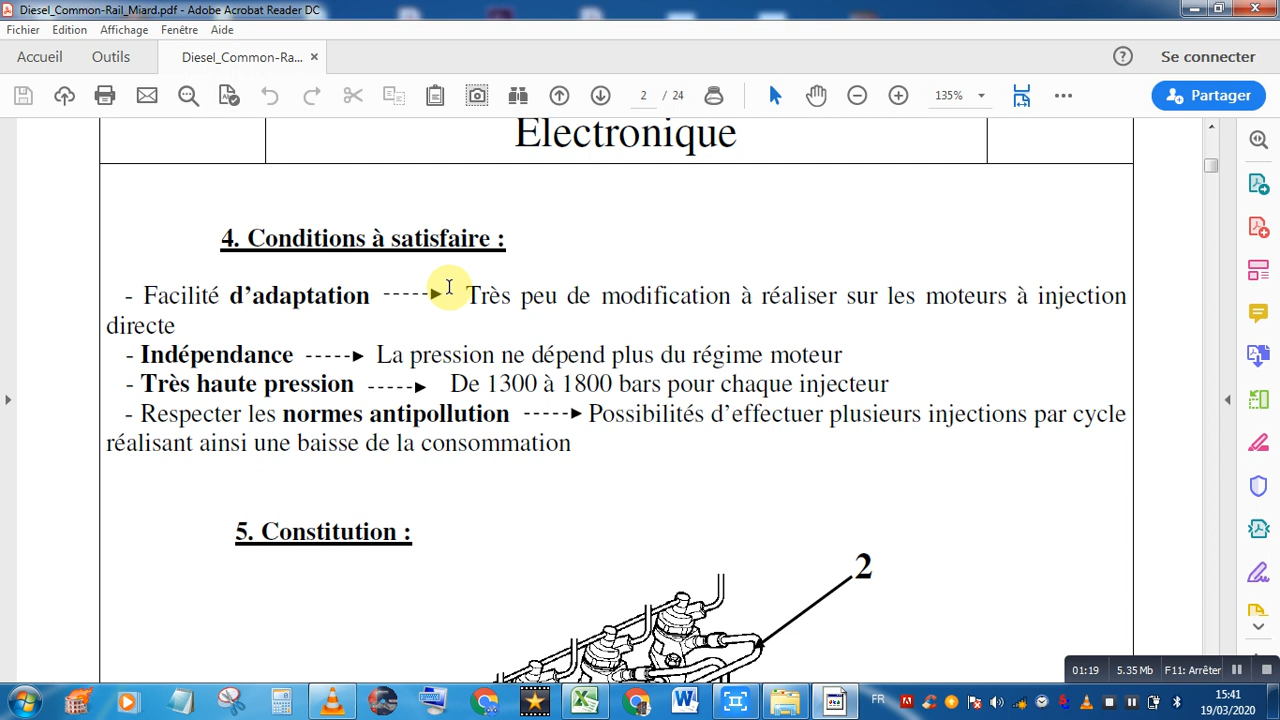 Diesel_Common-Rail_Miard.pdf - Adobe Acrobat Reader DC
Fichier Edition Affichage Fenêtre Aide
Accueil Outils Diesel_Common-Ra... × Se connecter
2 / 24 135% Partager
Electronique
4. Conditions à satisfaire :
- Facilité d’adaptation -----► Très peu de modification à réaliser sur les moteurs à injection
directe
- Indépendance -----► La pression ne dépend plus du régime moteur
- Très haute pression -----► De 1300 à 1800 bars pour chaque injecteur
- Respecter les normes antipollution -----► Possibilités d’effectuer plusieurs injections par cycle
réalisant ainsi une baisse de la consommation
5. Constitution :
2
01:19 5.35 Mb F11: Arrêter
FR 15:41
19/03/2020